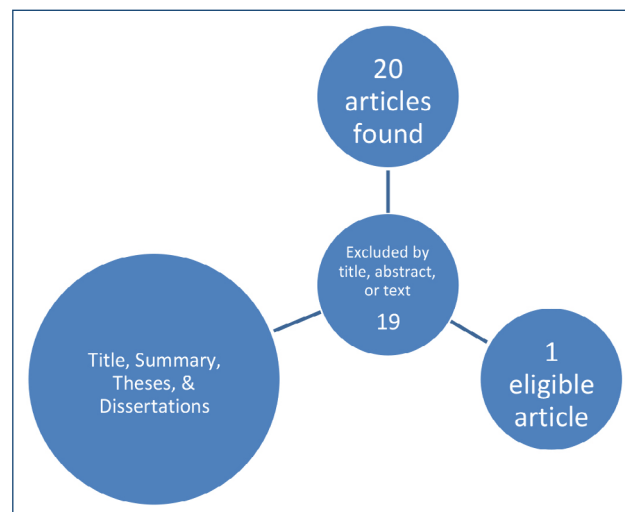 20
articles
found
Excluded by
title, abstract,
or text
19
Title, Summary,
Theses, &
Dissertations
1
eligible
article